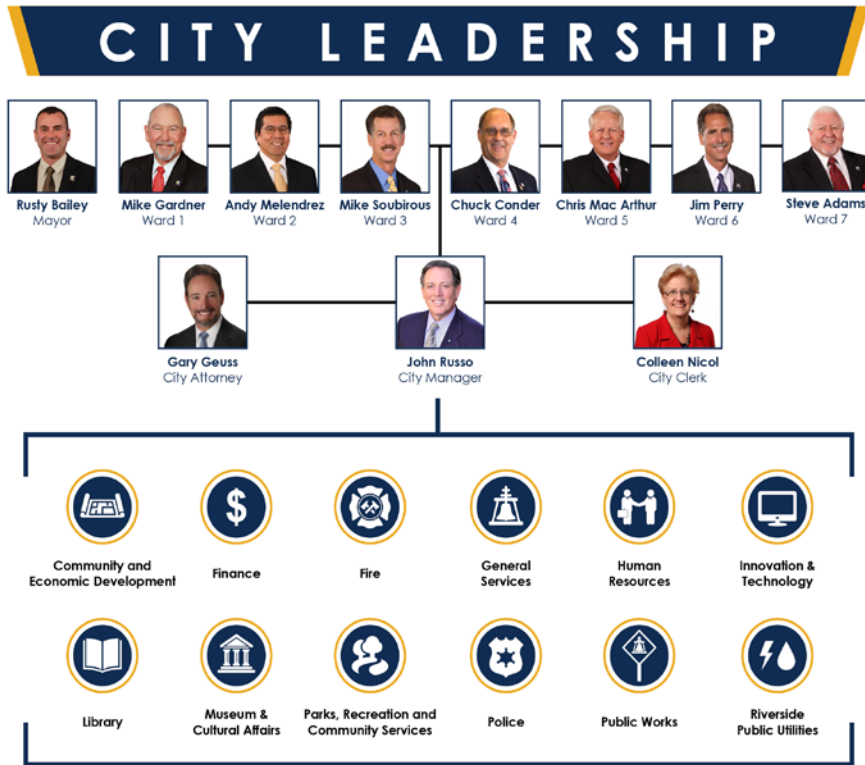 CITY LEADERSHIP
Rusty Bailey
Mayor
Mike Gardner
Ward 1
Andy Melendrez
Ward 2
Mike Soubirous
Ward 3
Chuck Conder
Ward 4
Chris Mac Arthur
Ward 5
Jim Perry
Ward 6
Steve Adams
Ward 7
Gary Geuss
City Attorney
John Russo
City Manager
Colleen Nicol
City Clerk
$
Community and
Economic Development
Finance
Fire
General
Services
Human
Resources
Innovation &
Technology
Library
Museum &
Cultural Affairs
Parks, Recreation and
Community Services
Police
Public Works
Riverside
Public Utilities